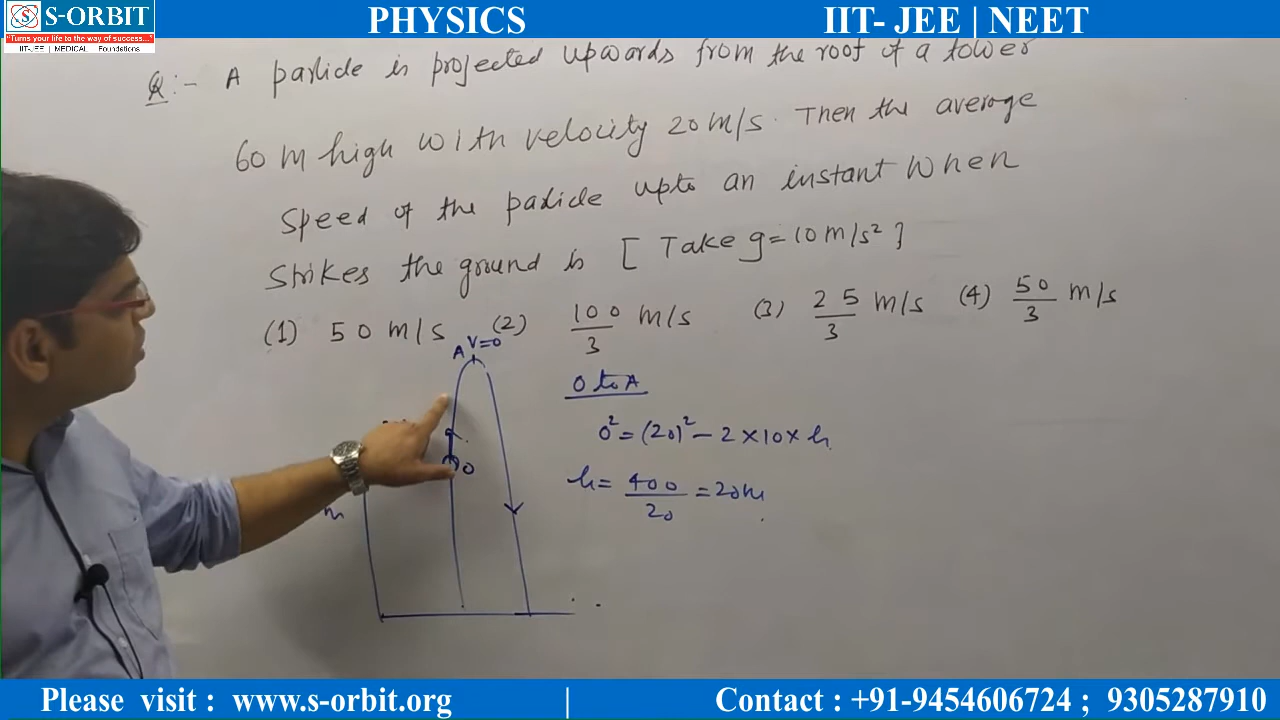 S-ORBIT
"Turns your life to the way of success..."
IIT-JEE | MEDICAL Foundations
PHYSICS
IIT- JEE | NEET
Q:- A particle is projected upwards from the roof of a tower
60 m high with velocity 20 m/s. Then the average
speed of the particle upto an instant when
strikes the ground is [ Take g=10 m/s² ]
(1) 50 m/s (2) 100/3 m/s (3) 25/3 m/s (4) 50/3 m/s
A V=0
O to A
0² = (20)² - 2 × 10 × h
O
h = 400/20 = 20m
m
Please visit : www.s-orbit.org | Contact : +91-9454606724 ; 9305287910